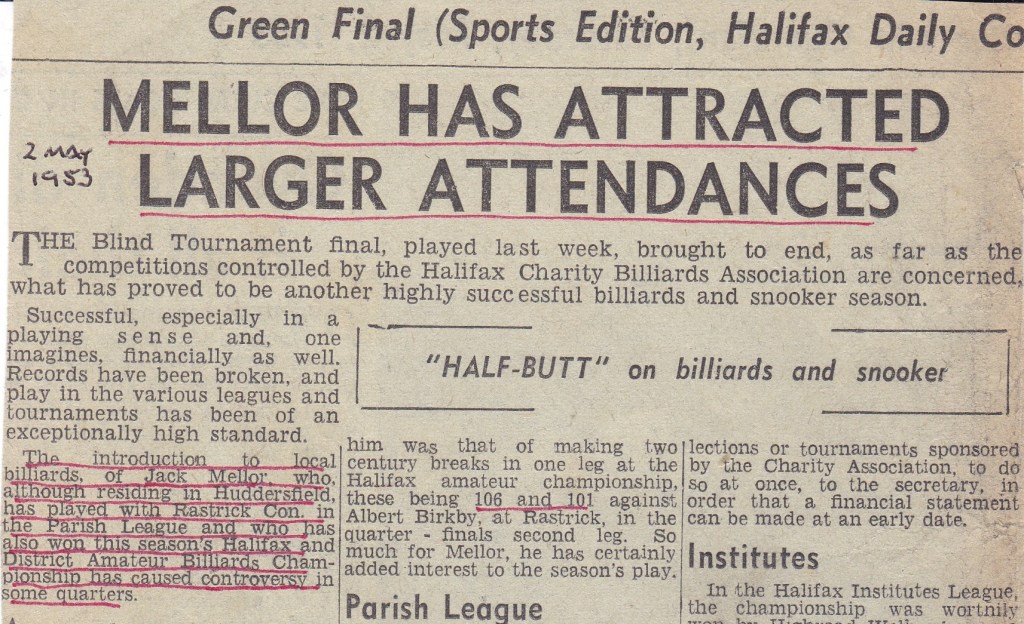 Green Final (Sports Edition, Halifax Daily Co
MELLOR HAS ATTRACTED
LARGER ATTENDANCES
2 MAY
1953
THE Blind Tournament final, played last week, brought to end, as far as the
competitions controlled by the Halifax Charity Billiards Association are concerned,
what has proved to be another highly successful billiards and snooker season.
Successful, especially in a
playing sense and, one
imagines, financially as well.
Records have been broken, and
play in the various leagues and
tournaments has been of an
exceptionally high standard.
The introduction to local
billiards, of Jack Mellor, who,
although residing in Huddersfield,
has played with Rastrick Con. in
the Parish League and who has
also won this season's Halifax and
District Amateur Billiards Cham-
pionship has caused controversy in
some quarters.
"HALF-BUTT" on billiards and snooker
him was that of making two
century breaks in one leg at the
Halifax amateur championship,
these being 106 and 101 against
Albert Birkby, at Rastrick, in the
quarter - finals second leg. So
much for Mellor, he has certainly
added interest to the season's play.
Parish League
lections or tournaments sponsored
by the Charity Association, to do
so at once, to the secretary, in
order that a financial statement
can be made at an early date.
Institutes
In the Halifax Institutes League,
the championship was worthily